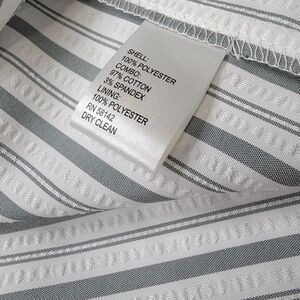 SHELL:
100% POLYESTER
COMBO:
97% COTTON
3% SPANDEX
LINING:
100% POLYESTER
RN 58142
DRY CLEAN